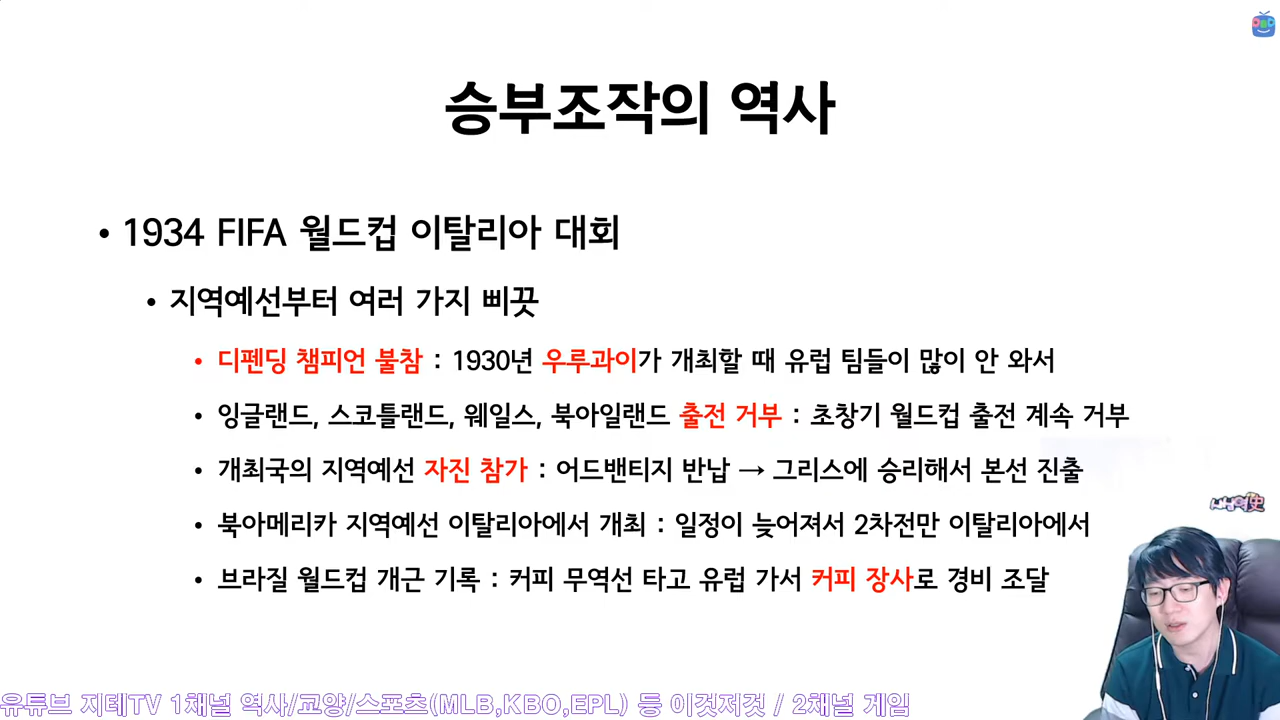 승부조작의 역사
• 1934 FIFA 월드컵 이탈리아 대회
• 지역예선부터 여러 가지 삐끗
• 디펜딩 챔피언 불참 : 1930년 우루과이가 개최할 때 유럽 팀들이 많이 안 와서
• 잉글랜드, 스코틀랜드, 웨일스, 북아일랜드 출전 거부 : 초창기 월드컵 출전 계속 거부
• 개최국의 지역예선 자진 참가 : 어드밴티지 반납 → 그리스에 승리해서 본선 진출
• 북아메리카 지역예선 이탈리아에서 개최 : 일정이 늦어져서 2차전만 이탈리아에서
• 브라질 월드컵 개근 기록 : 커피 무역선 타고 유럽 가서 커피 장사로 경비 조달
유튜브 지테TV 1채널 역사/교양/스포츠(MLB,KBO,EPL) 등 이것저것 / 2채널 게임